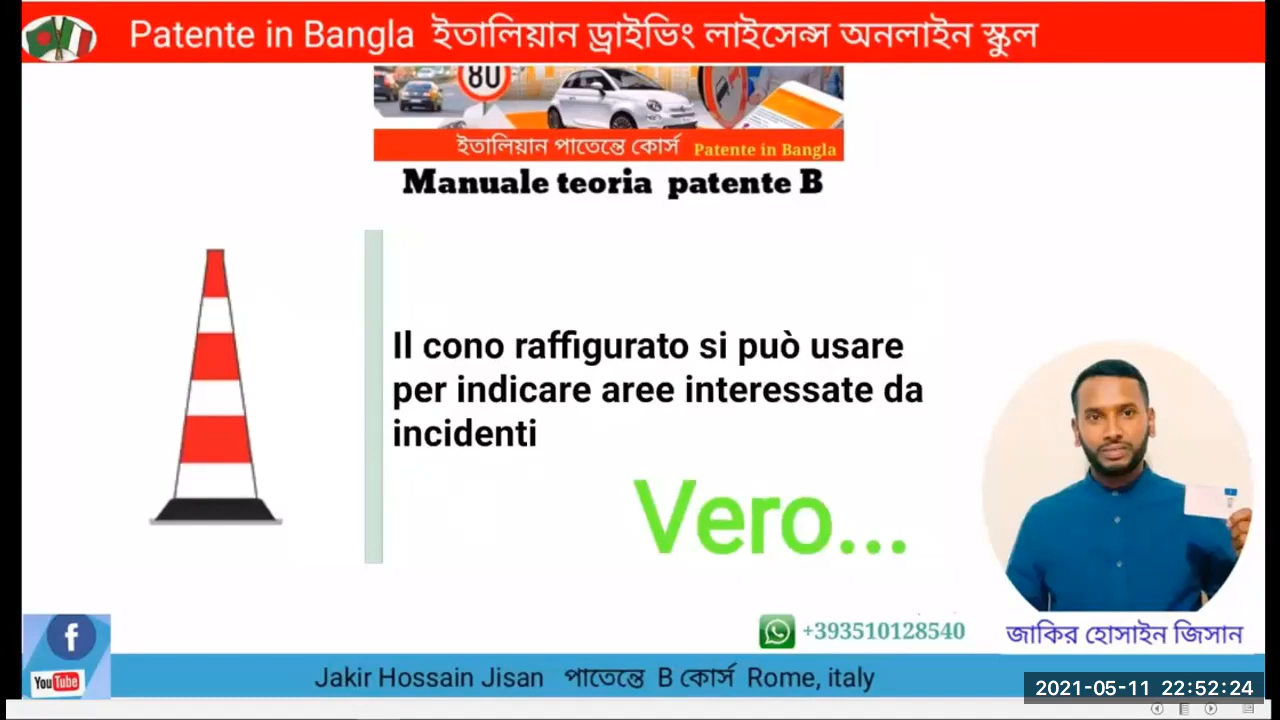 Patente in Bangla ইতালিয়ান ড্রাইভিং লাইসেন্স অনলাইন স্কুল
80
ইতালিয়ান পাতেন্তে কোর্স Patente in Bangla
Manuale teoria patente B
Il cono raffigurato si può usare
per indicare aree interessate da
incidenti
Vero...
+393510128540
জাকির হোসাইন জিসান
f
You Tube
Jakir Hossain Jisan পাতেন্তে B কোর্স Rome, italy
2021-05-11 22:52:24